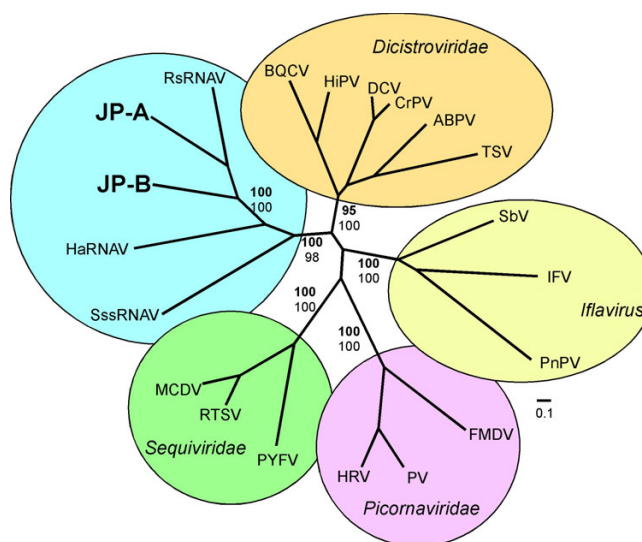 Dicistroviridae
BQCV
HiPV
DCV
CrPV
ABPV
TSV
RsRNAV
JP-A
JP-B
HaRNAV
SssRNAV
100
100
95
100
100
98
100
100
100
100
100
100
SbV
IFV
Iflavirus
PnPV
0.1
MCDV
RTSV
PYFV
Sequiviridae
FMDV
HRV
PV
Picornaviridae